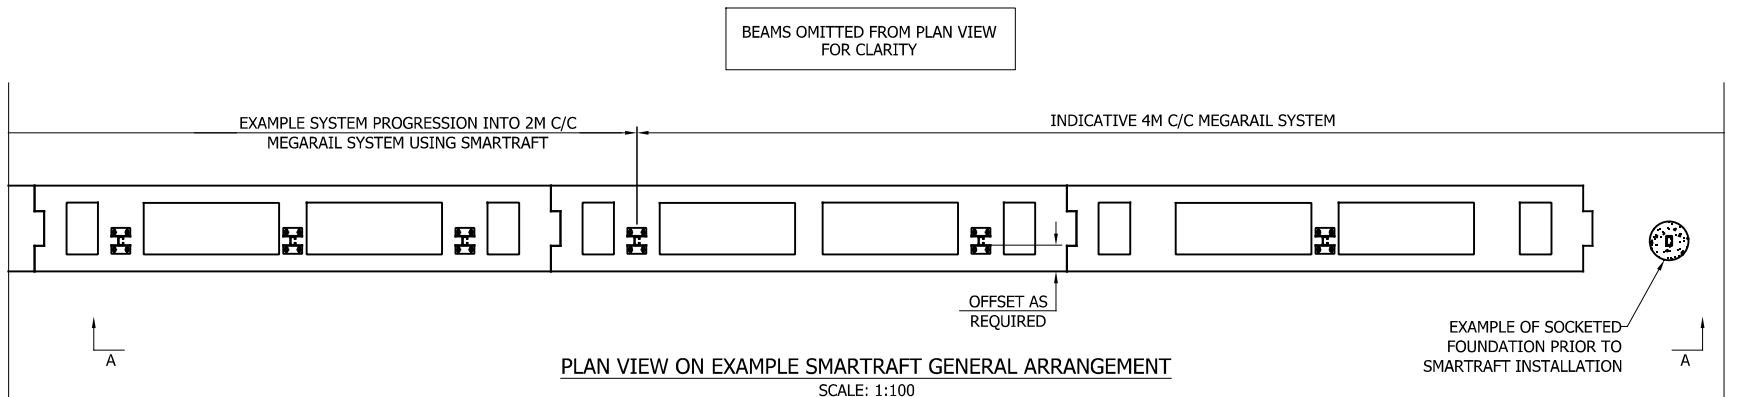 BEAMS OMITTED FROM PLAN VIEW
FOR CLARITY
EXAMPLE SYSTEM PROGRESSION INTO 2M C/C
MEGARAIL SYSTEM USING SMARTRAFT
INDICATIVE 4M C/C MEGARAIL SYSTEM
OFFSET AS
REQUIRED
EXAMPLE OF SOCKETED
FOUNDATION PRIOR TO
SMARTRAFT INSTALLATION
A
A
PLAN VIEW ON EXAMPLE SMARTRAFT GENERAL ARRANGEMENT
SCALE: 1:100